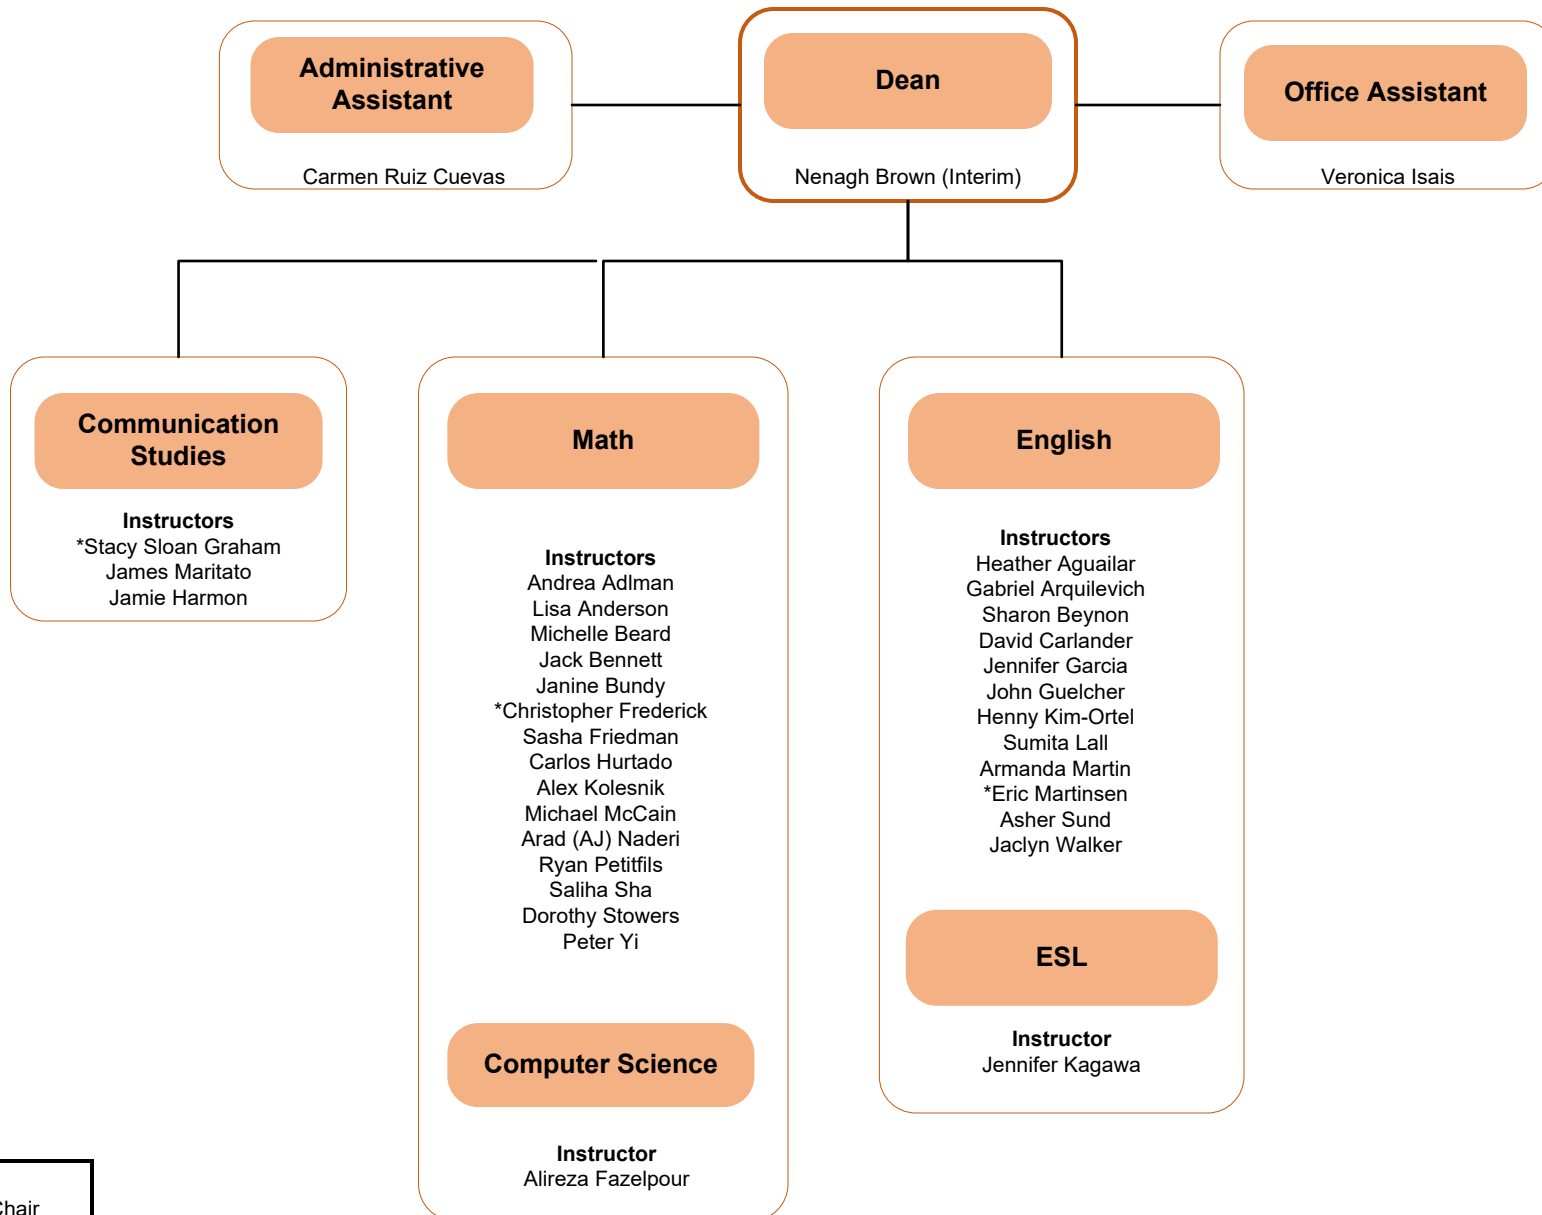 Administrative
Assistant
Carmen Ruiz Cuevas
Dean
Nenagh Brown (Interim)
Office Assistant
Veronica Isais
Communication
Studies
Instructors
*Stacy Sloan Graham
James Maritato
Jamie Harmon
Math
Instructors
Andrea Adlman
Lisa Anderson
Michelle Beard
Jack Bennett
Janine Bundy
*Christopher Frederick
Sasha Friedman
Carlos Hurtado
Alex Kolesnik
Michael McCain
Arad (AJ) Naderi
Ryan Petitfils
Saliha Sha
Dorothy Stowers
Peter Yi
Computer Science
Instructor
Alireza Fazelpour
English
Instructors
Heather Aguailar
Gabriel Arquilevich
Sharon Beynon
David Carlander
Jennifer Garcia
John Guelcher
Henny Kim-Ortel
Sumita Lall
Armanda Martin
*Eric Martinsen
Asher Sund
Jaclyn Walker
ESL
Instructor
Jennifer Kagawa
Chair